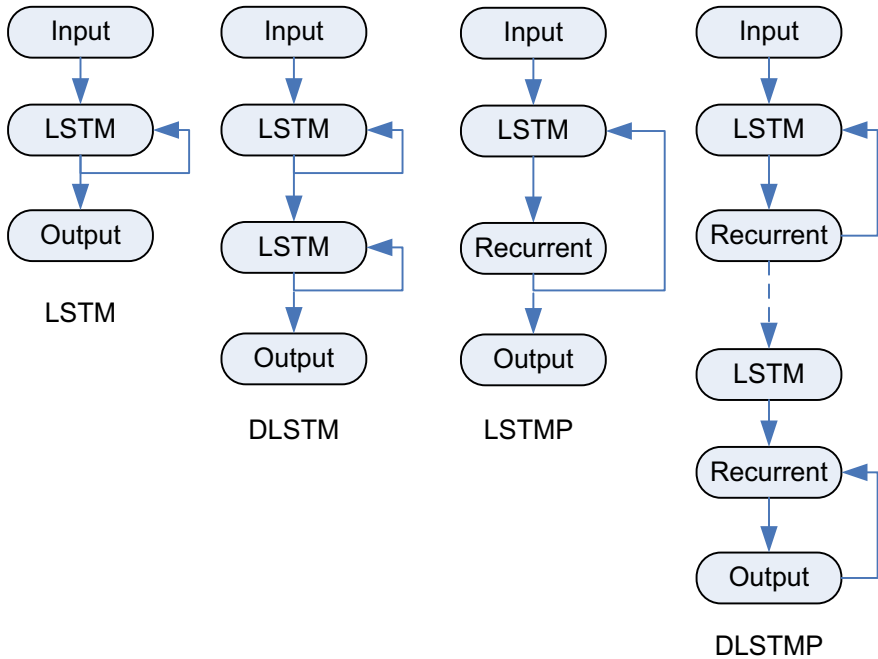 Input
LSTM
Output
LSTM
Input
LSTM
LSTM
Output
DLSTM
Input
LSTM
Recurrent
Output
LSTMP
Input
LSTM
Recurrent
LSTM
Recurrent
Output
DLSTMP